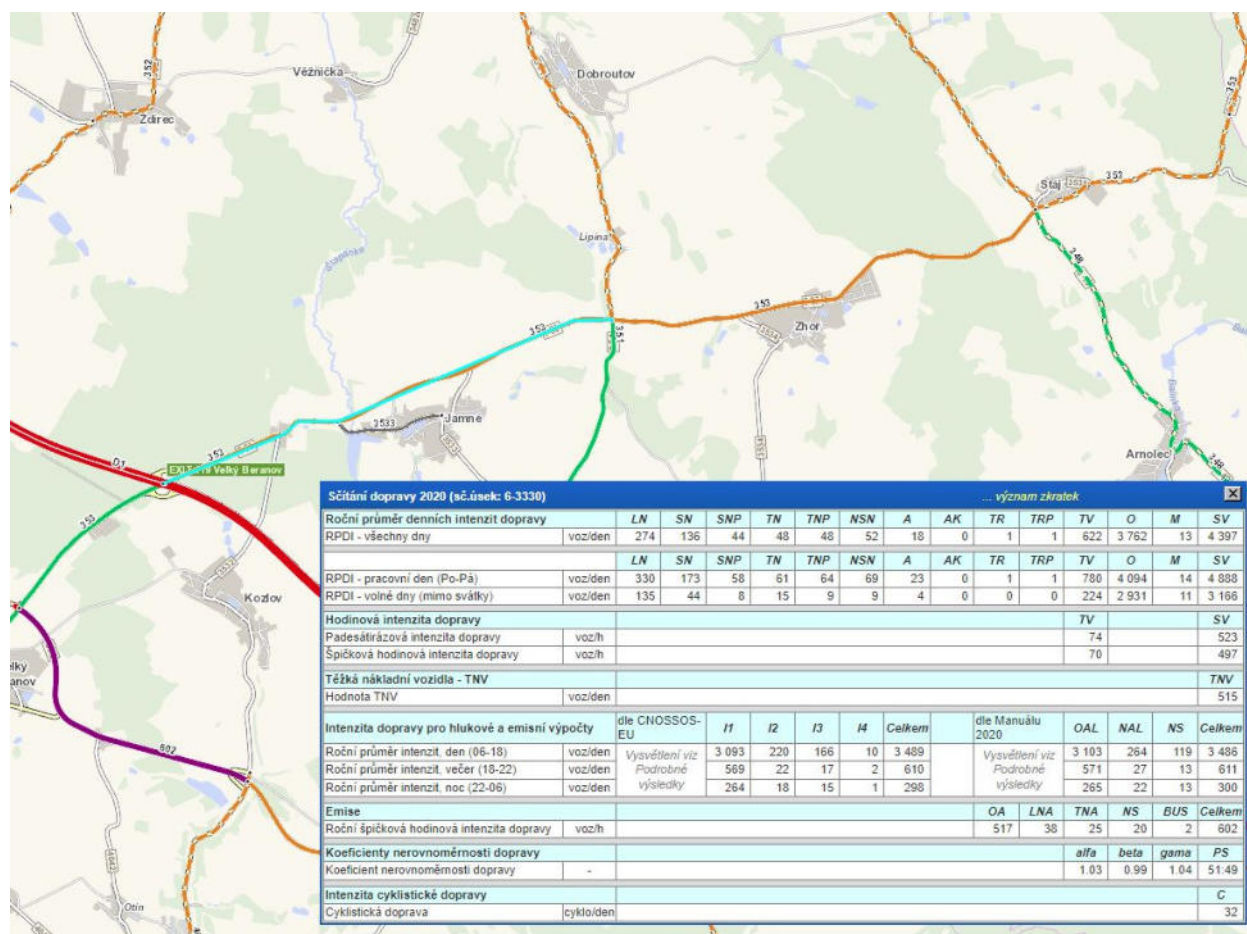 352
Věžnička
Dobroutov
Ždírec
353
Stáj
353
353
348
Lipina
Šlapanka
353
353
351
Zhoř
3533
Jamné
353
D1
EXIT 119 Velký Beranov
Arnolec
348
353
Kozlov
602
Otín
Sčítání dopravy 2020 (sč.úsek: 6-3330) ... význam zkratek
Roční průměr denních intenzit dopravy LN SN SNP TN TNP NSN A AK TR TRP TV O M SV
RPDI - všechny dny voz/den 274 136 44 48 48 52 18 0 1 1 622 3 762 13 4 397
LN SN SNP TN TNP NSN A AK TR TRP TV O M SV
RPDI - pracovní den (Po-Pá) voz/den 330 173 58 61 64 69 23 0 1 1 780 4 094 14 4 888
RPDI - volné dny (mimo svátky) voz/den 135 44 8 15 9 9 4 0 0 0 224 2 931 11 3 166
Hodinová intenzita dopravy TV SV
Padesátirázová intenzita dopravy voz/h 74 523
Špičková hodinová intenzita dopravy voz/h 70 497
Těžká nákladní vozidla - TNV TNV
Hodnota TNV voz/den 515
Intenzita dopravy pro hlukové a emisní výpočty dle CNOSSOS-EU I1 I2 I3 I4 Celkem dle Manuálu 2020 OAL NAL NS Celkem
Roční průměr intenzit, den (06-18) voz/den Vysvětlení viz 3 093 220 166 10 3 489 Vysvětlení viz 3 103 264 119 3 486
Roční průměr intenzit, večer (18-22) voz/den Podrobné 569 22 17 2 610 Podrobné 571 27 13 611
Roční průměr intenzit, noc (22-06) voz/den výsledky 264 18 15 1 298 výsledky 265 22 13 300
Emise OA LNA TNA NS BUS Celkem
Roční špičková hodinová intenzita dopravy voz/h 517 38 25 20 2 602
Koeficienty nerovnoměrnosti dopravy alfa beta gama PS
Koeficient nerovnoměrnosti dopravy - 1.03 0.99 1.04 51:49
Intenzita cyklistické dopravy C
Cyklistická doprava cyklo/den 32